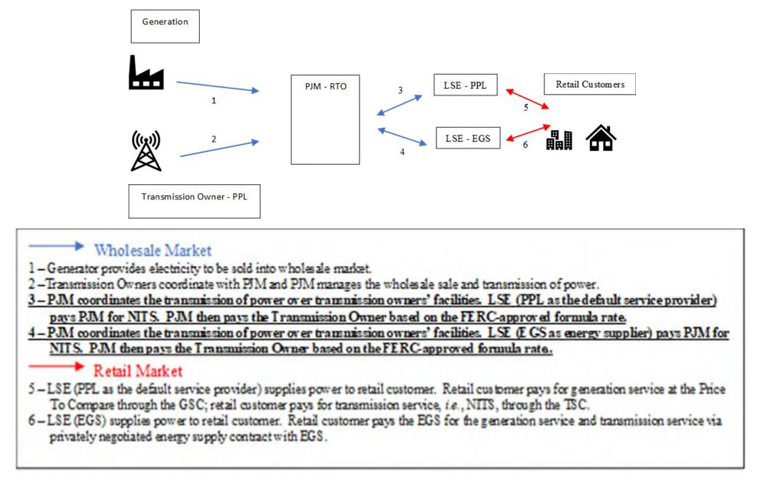 Generation
PJM - RTO
LSE - PPL
Retail Customers
3
1
5
2
LSE - EGS
4
6
Transmission Owner - PPL
Wholesale Market
1 – Generator provides electricity to be sold into wholesale market.
2 – Transmission Owners coordinate with PJM and PJM manages the wholesale sale and transmission of power.
3 – PJM coordinates the transmission of power over transmission owners' facilities. LSE (PPL as the default service provider)
pays PJM for NITS. PJM then pays the Transmission Owner based on the FERC-approved formula rate.
4 – PJM coordinates the transmission of power over transmission owners' facilities. LSE (EGS as energy supplier) pays PJM for
NITS. PJM then pays the Transmission Owner based on the FERC-approved formula rate..
Retail Market
5 – LSE (PPL as the default service provider) supplies power to retail customer. Retail customer pays for generation service at the Price
To Compare through the GSC; retail customer pays for transmission service, i.e., NITS, through the TSC.
6 – LSE (EGS) supplies power to retail customer. Retail customer pays the EGS for the generation service and transmission service via
privately negotiated energy supply contract with EGS.